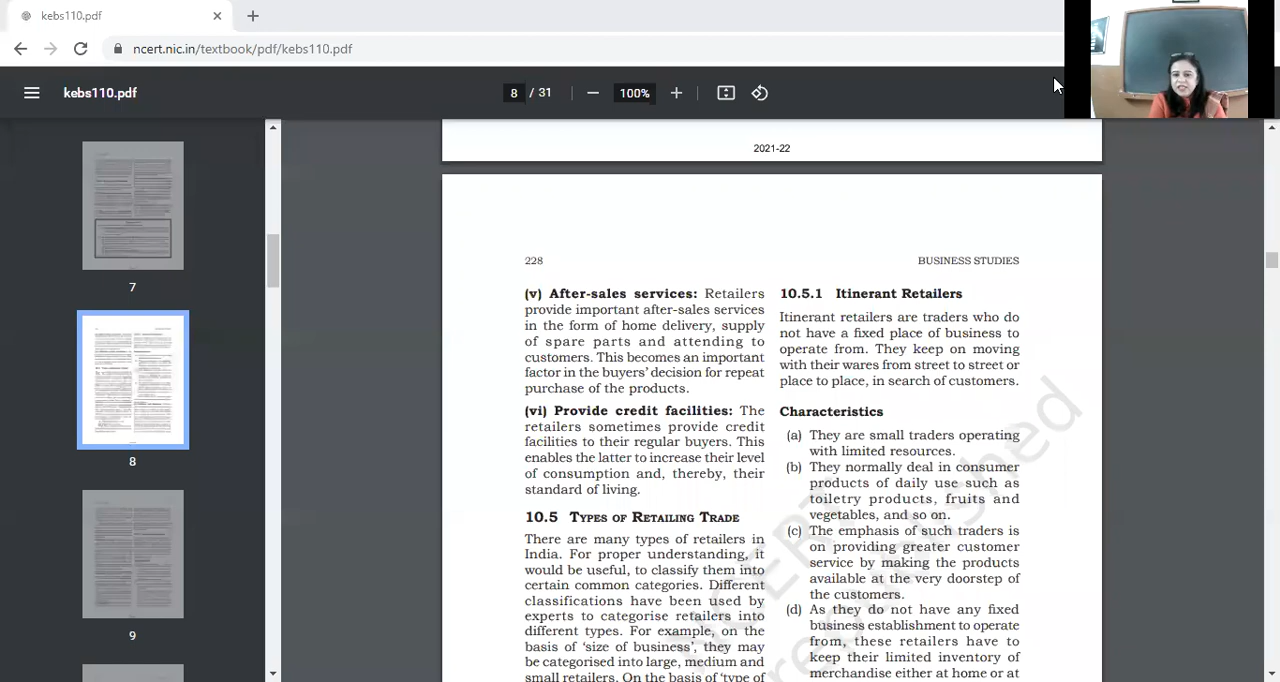 kebs110.pdf
ncert.nic.in/textbook/pdf/kebs110.pdf
kebs110.pdf
8 / 31
100%
7
8
9
2021-22
228
BUSINESS STUDIES
(v) After-sales services: Retailers
provide important after-sales services
in the form of home delivery, supply
of spare parts and attending to
customers. This becomes an important
factor in the buyers' decision for repeat
purchase of the products.
(vi) Provide credit facilities: The
retailers sometimes provide credit
facilities to their regular buyers. This
enables the latter to increase their level
of consumption and, thereby, their
standard of living.
10.5 TYPES OF RETAILING TRADE
There are many types of retailers in
India. For proper understanding, it
would be useful, to classify them into
certain common categories. Different
classifications have been used by
experts to categorise retailers into
different types. For example, on the
basis of 'size of business', they may
be categorised into large, medium and
small retailers. On the basis of 'type of
10.5.1 Itinerant Retailers
Itinerant retailers are traders who do
not have a fixed place of business to
operate from. They keep on moving
with their wares from street to street or
place to place, in search of customers.
Characteristics
(a) They are small traders operating
with limited resources.
(b) They normally deal in consumer
products of daily use such as
toiletry products, fruits and
vegetables, and so on.
(c) The emphasis of such traders is
on providing greater customer
service by making the products
available at the very doorstep of
the customers.
(d) As they do not have any fixed
business establishment to operate
from, these retailers have to
keep their limited inventory of
merchandise either at home or at